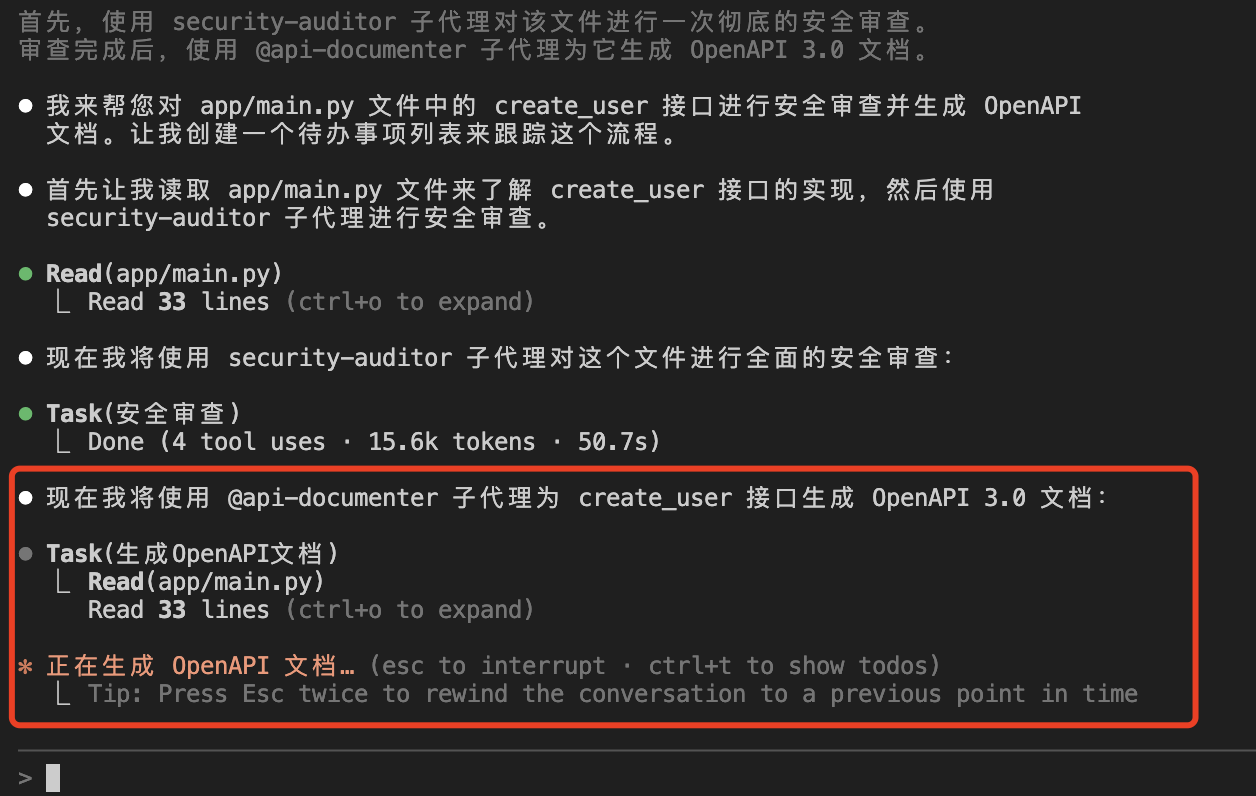 首先，使用 security-auditor 子代理对该文件进行一次彻底的安全审查。
审查完成后，使用 @api-documenter 子代理为它生成 OpenAPI 3.0 文档。
● 我来帮您对 app/main.py 文件中的 create_user 接口进行安全审查并生成 OpenAPI
文档。让我创建一个待办事项列表来跟踪这个流程。
● 首先让我读取 app/main.py 文件来了解 create_user 接口的实现，然后使用
security-auditor 子代理进行安全审查。
● Read(app/main.py)
⎿ Read 33 lines (ctrl+o to expand)
● 现在我将使用 security-auditor 子代理对这个文件进行全面的安全审查：
● Task(安全审查)
⎿ Done (4 tool uses · 15.6k tokens · 50.7s)
● 现在我将使用 @api-documenter 子代理为 create_user 接口生成 OpenAPI 3.0 文档：
● Task(生成OpenAPI文档)
⎿ Read(app/main.py)
Read 33 lines (ctrl+o to expand)
✻ 正在生成 OpenAPI 文档… (esc to interrupt · ctrl+t to show todos)
⎿ Tip: Press Esc twice to rewind the conversation to a previous point in time
>